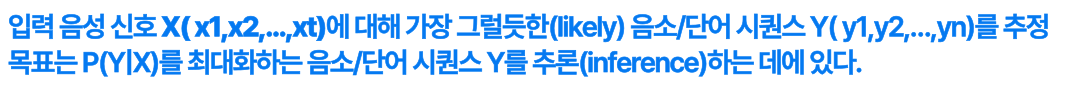 입력 음성 신호 X( x1,x2,...,xt)에 대해 가장 그럴듯한(likely) 음소/단어 시퀀스 Y( y1,y2,...,yn)를 추정
목표는 P(Y|X)를 최대화하는 음소/단어 시퀀스 Y를 추론(inference)하는 데에 있다.